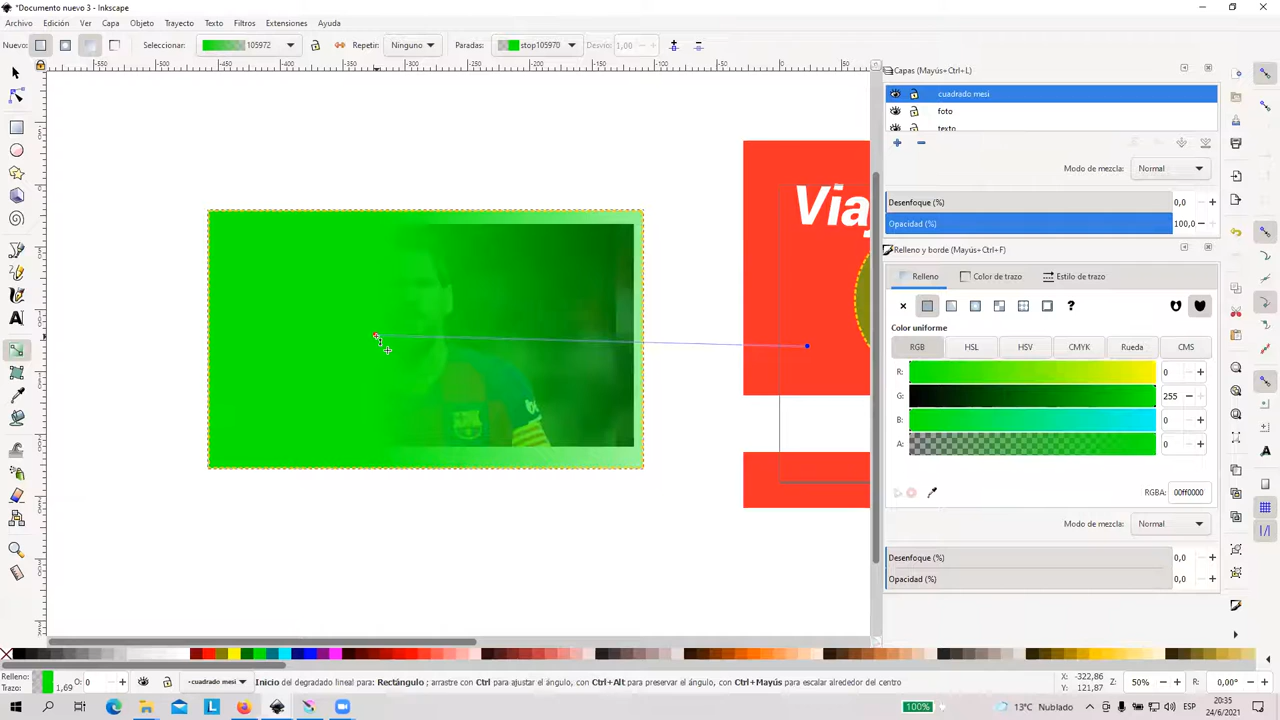 *Documento nuevo 3 - Inkscape
Archivo Edición Ver Capa Objeto Trayecto Texto Filtros Extensiones Ayuda
Nuevo: Seleccionar: 105972 Repetir: Ninguno Paradas: stop105970 Desvío: 1,00
Capas (Mayús+Ctrl+L)
cuadrado mesi
foto
texto
Modo de mezcla: Normal
Desenfoque (%) 0,0
Opacidad (%) 100,0
Relleno y borde (Mayús+Ctrl+F)
Relleno Color de trazo Estilo de trazo
?
Color uniforme
RGB HSL HSV CMYK Rueda CMS
R: 0
G: 255
B: 0
A: 0
RGBA: 00ff0000
Modo de mezcla: Normal
Desenfoque (%) 0,0
Opacidad (%) 0,0
Viaj
Relleno:
Trazo: 1,69 O: 0 cuadrado mesi Inicio del degradado lineal para: Rectángulo ; arrastre con Ctrl para ajustar el ángulo, con Ctrl+Alt para preservar el ángulo, con Ctrl+Mayús para escalar alrededor del centro
X: -322,86
Y: 121,87
Z: 50% R: 0,00°
100% 13°C Nublado ESP 20:35
24/6/2021